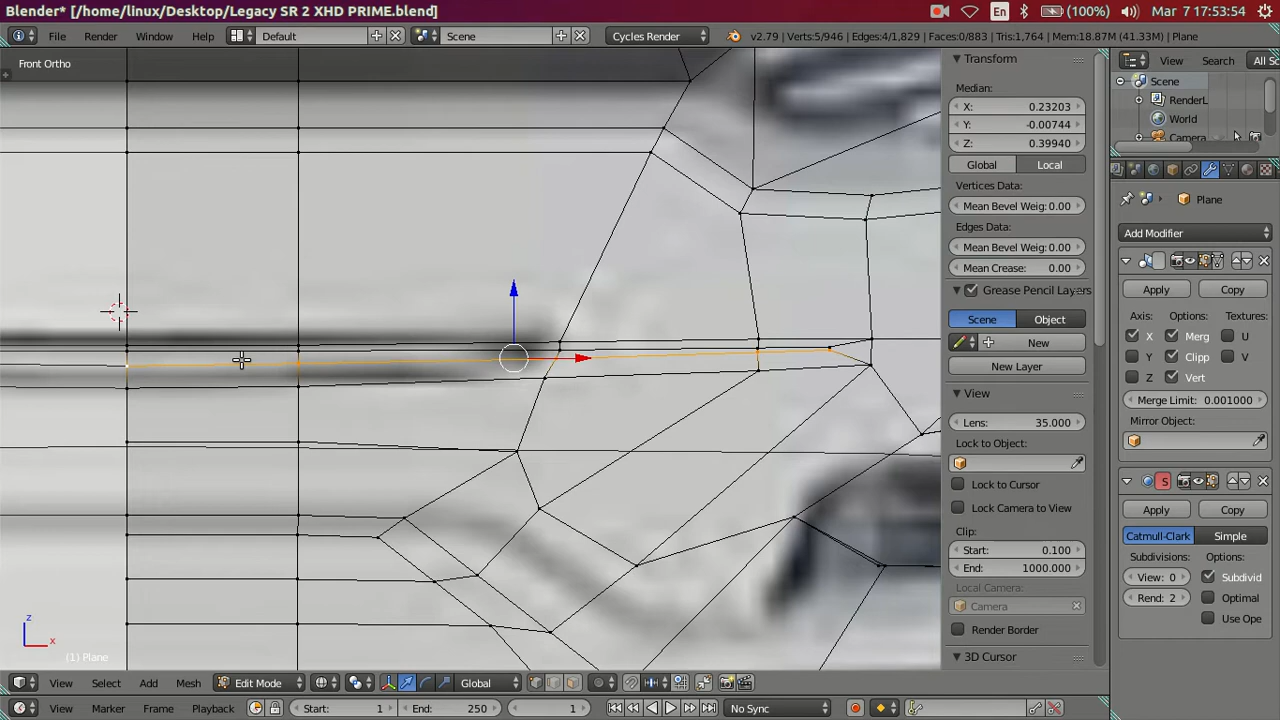 Blender* [/home/linux/Desktop/Legacy SR 2 XHD PRIME.blend] En (100%) Mar 7 17:53:54
File Render Window Help Default Scene Cycles Render v2.79 | Verts:5/946 | Edges:4/1,829 | Faces:0/883 | Tris:1,764 | Mem:18.87M (41.33M) | Plane
Front Ortho
Transform
Median:
X: 0.23203
Y: -0.00744
Z: 0.39940
Global Local
Vertices Data:
Mean Bevel Weig: 0.00
Edges Data:
Mean Bevel Weig: 0.00
Mean Crease: 0.00
Grease Pencil Layers
Scene Object
New
New Layer
View
Lens: 35.000
Lock to Object:
Lock to Cursor
Lock Camera to View
Clip:
Start: 0.100
End: 1000.000
Local Camera:
Camera
Render Border
3D Cursor
View Search All Sc
Scene
RenderL
World
Camera
Plane
Add Modifier
Apply Copy
Axis: Options: Textures:
X Merg U
Y Clipp V
Z Vert
Merge Limit: 0.001000
Mirror Object:
S
Apply Copy
Catmull-Clark Simple
Subdivisions: Options:
View: 0 Subdivid
Rend: 2 Optimal
Use Ope
z
x
(1) Plane
View Select Add Mesh Edit Mode Global
View Marker Frame Playback Start: 1 End: 250 1 No Sync